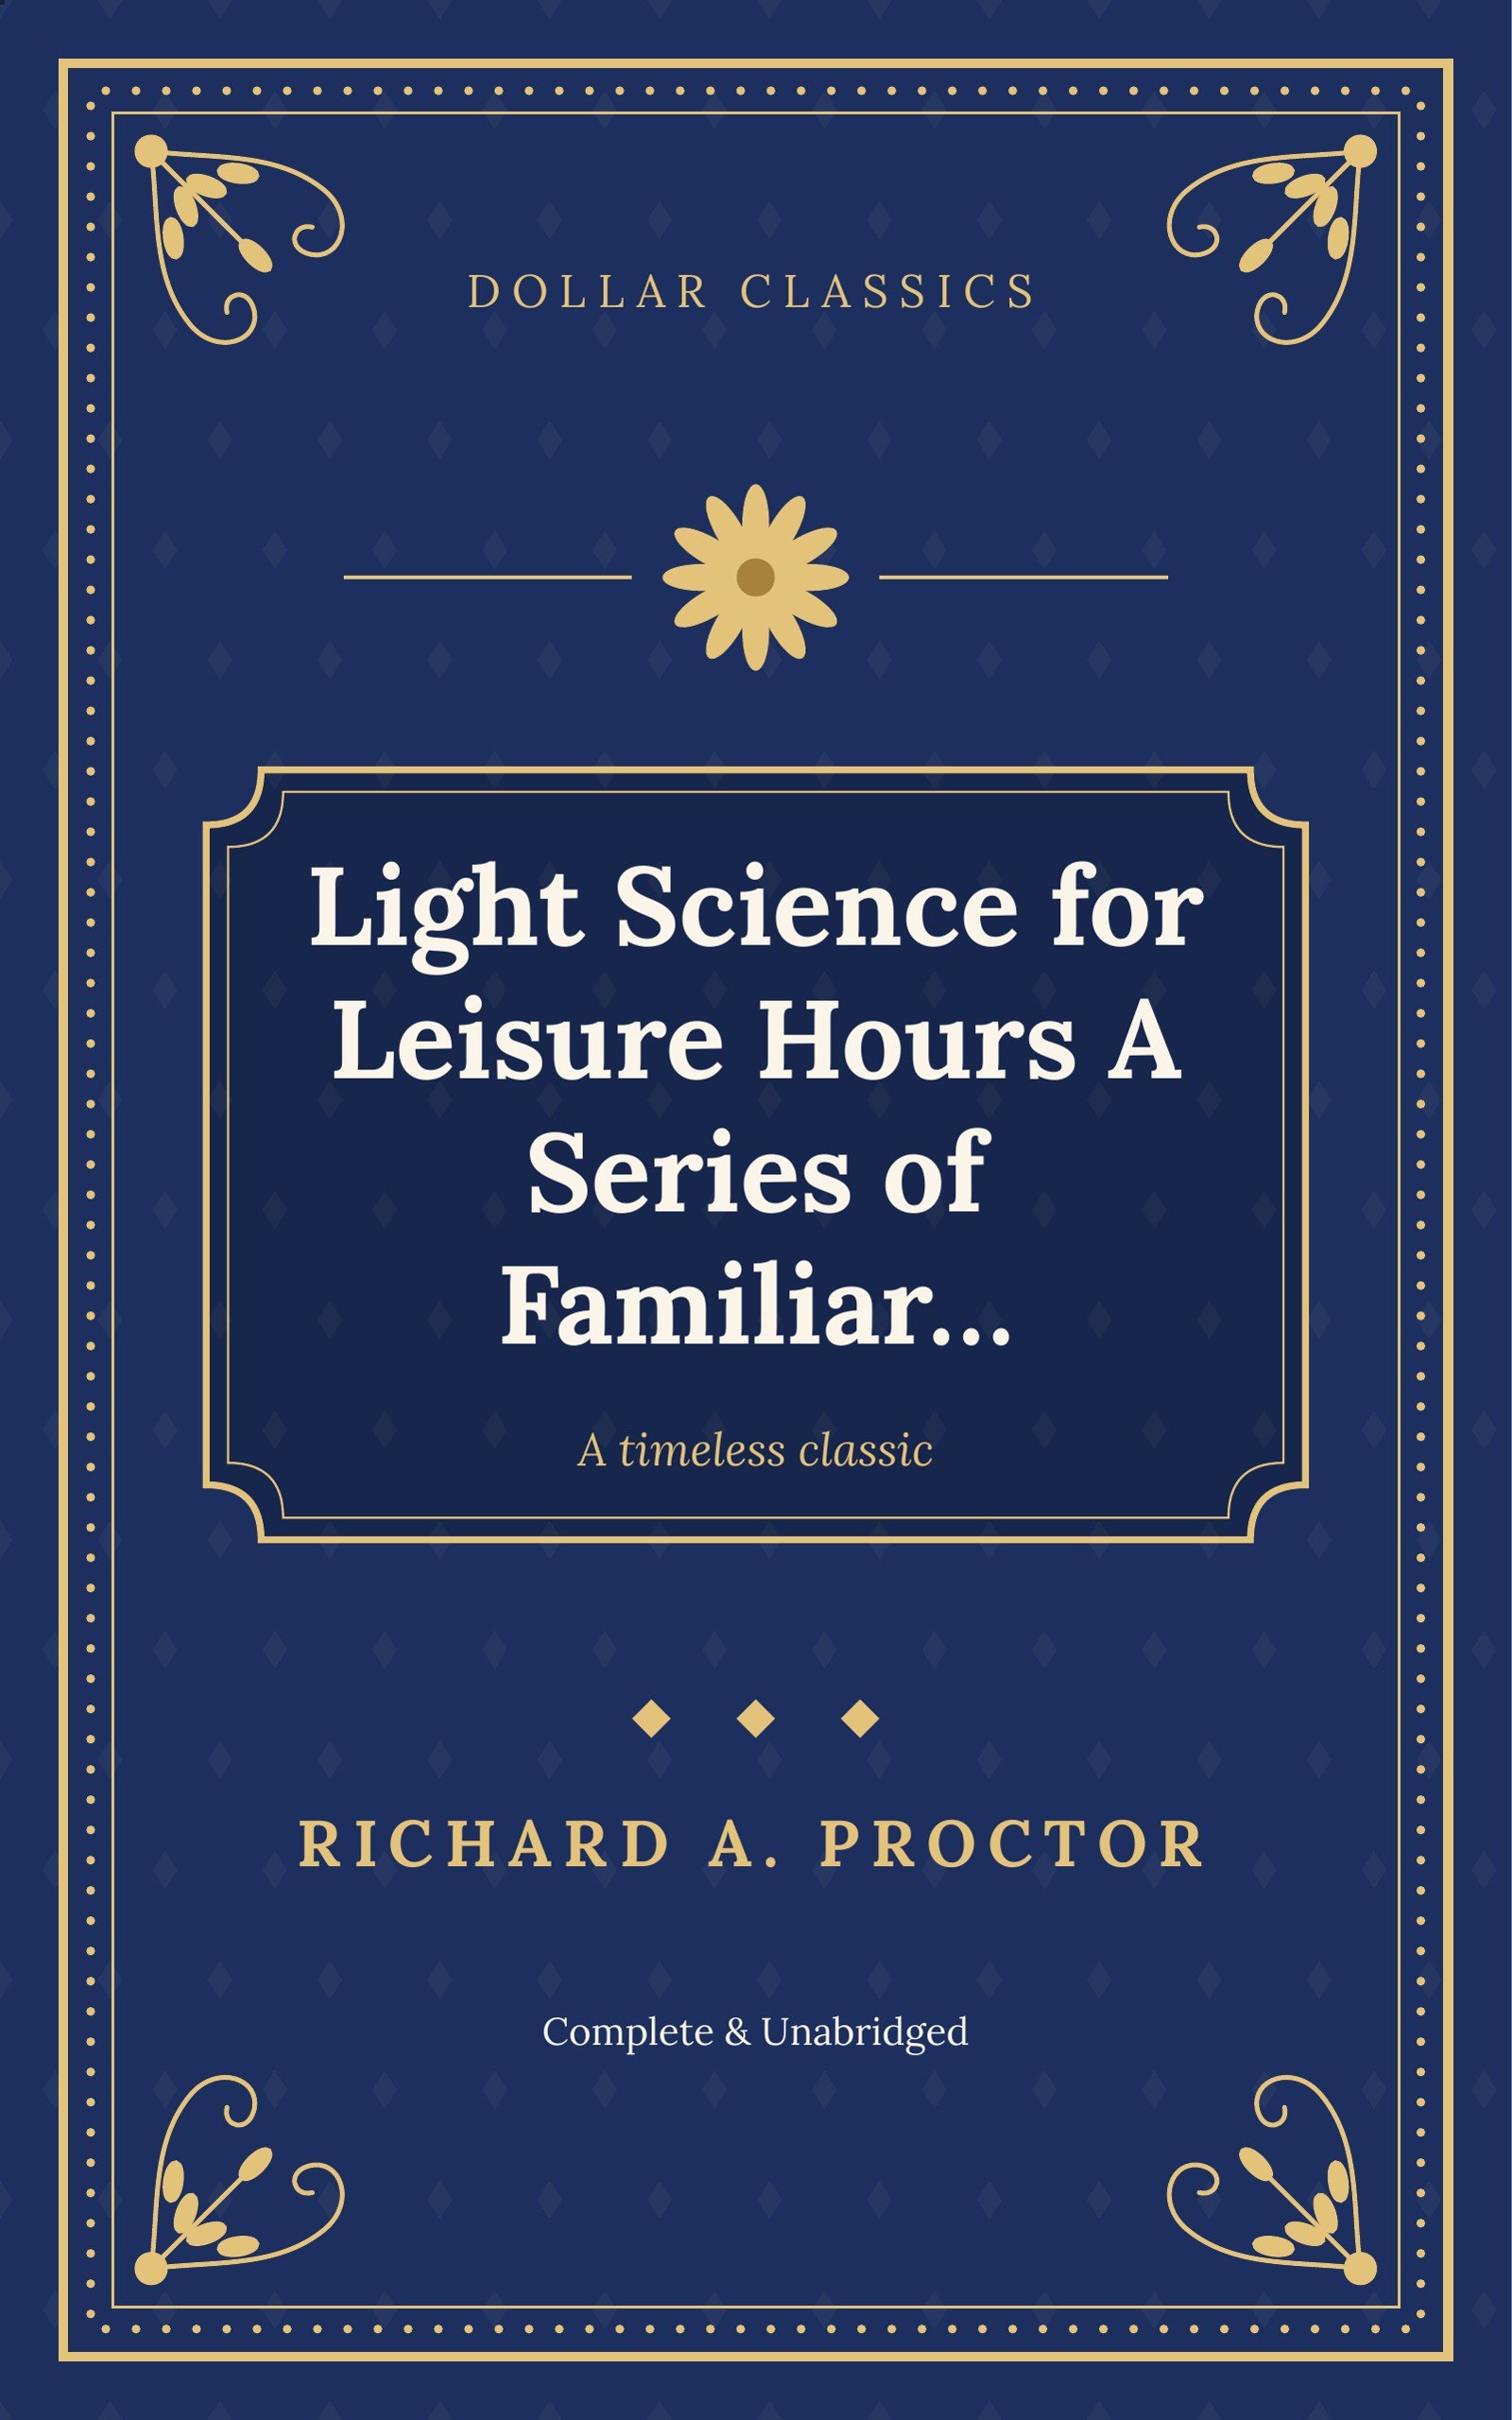 DOLLAR CLASSICS
Light Science for
Leisure Hours A
Series of
Familiar...
A timeless classic
RICHARD A. PROCTOR
Complete & Unabridged